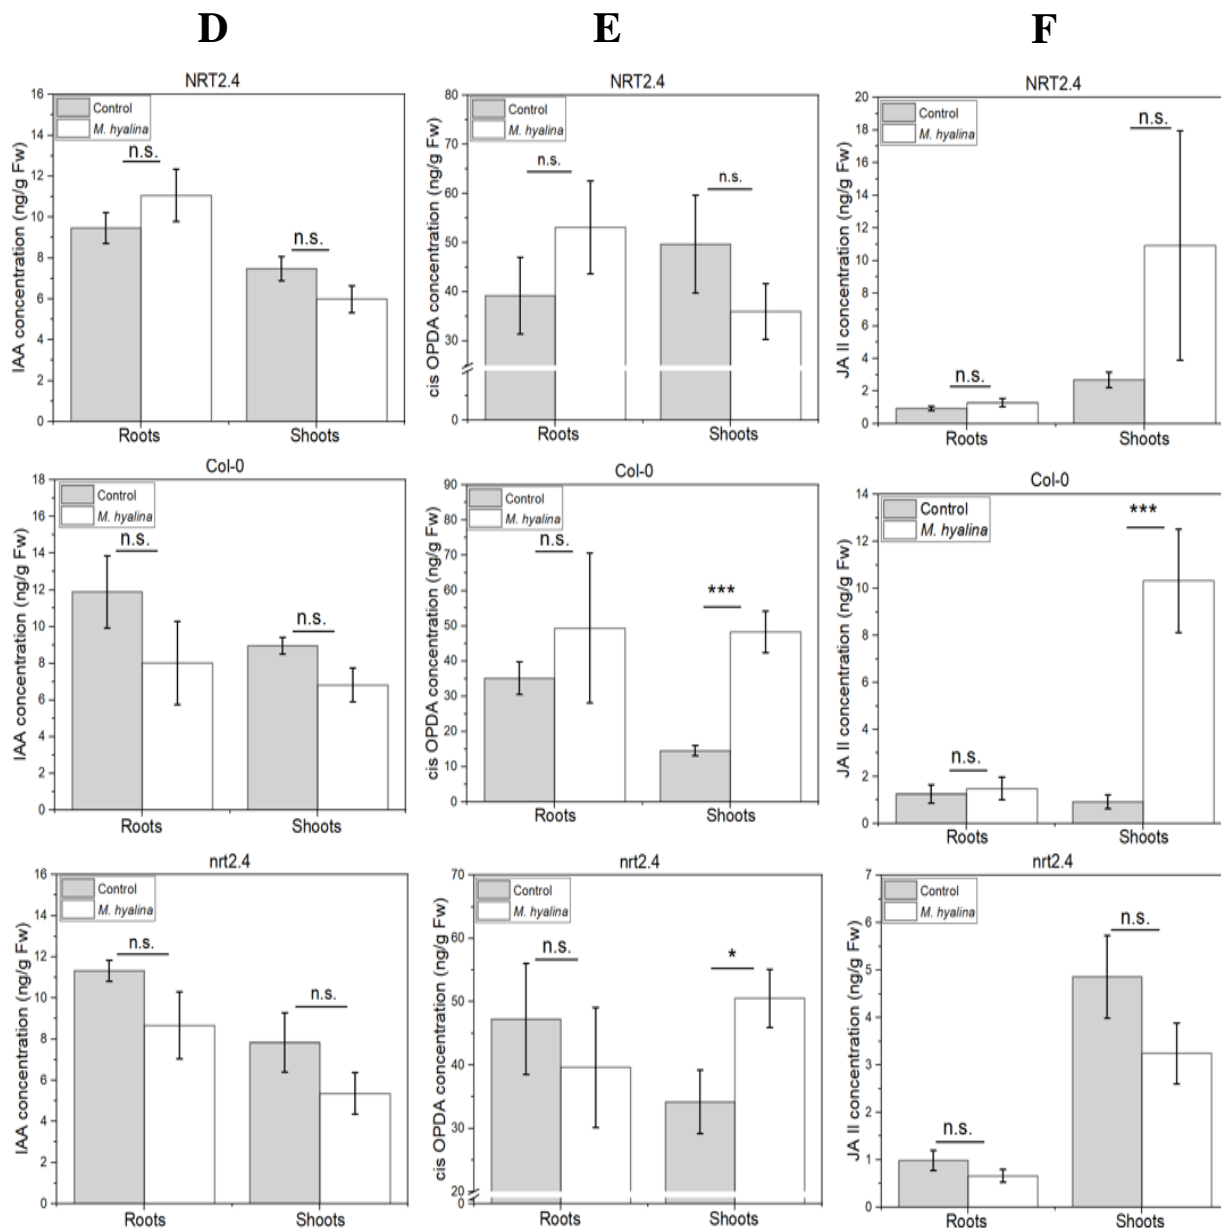 D
E
F
NRT2.4
IAA concentration (ng/g Fw)
16
14
12
10
8
6
4
2
0
Control
M. hyalina
n.s.
n.s.
Roots
Shoots
NRT2.4
cis OPDA concentration (ng/g Fw)
80
70
60
50
40
30
0
Control
M. hyalina
n.s.
n.s.
Roots
Shoots
NRT2.4
JA II concentration (ng/g Fw)
20
18
16
14
12
10
8
6
4
2
0
Control
M. hyalina
n.s.
n.s.
Roots
Shoots
Col-0
IAA concentration (ng/g Fw)
18
16
14
12
10
8
6
4
2
0
Control
M. hyalina
n.s.
n.s.
Roots
Shoots
Col-0
cis OPDA concentration (ng/g Fw)
90
80
70
60
50
40
30
20
10
0
Control
M. hyalina
n.s.
***
Roots
Shoots
Col-0
JA II concentration (ng/g Fw)
14
12
10
8
6
4
2
0
Control
M. hyalina
n.s.
***
Roots
Shoots
nrt2.4
IAA concentration (ng/g Fw)
16
14
12
10
8
6
4
2
0
Control
M. hyalina
n.s.
n.s.
Roots
Shoots
nrt2.4
cis OPDA concentration (ng/g Fw)
70
60
50
40
30
20
0
Control
M. hyalina
n.s.
*
Roots
Shoots
nrt2.4
JA II concentration (ng/g Fw)
7
6
5
4
3
2
1
0
Control
M. hyalina
n.s.
n.s.
Roots
Shoots